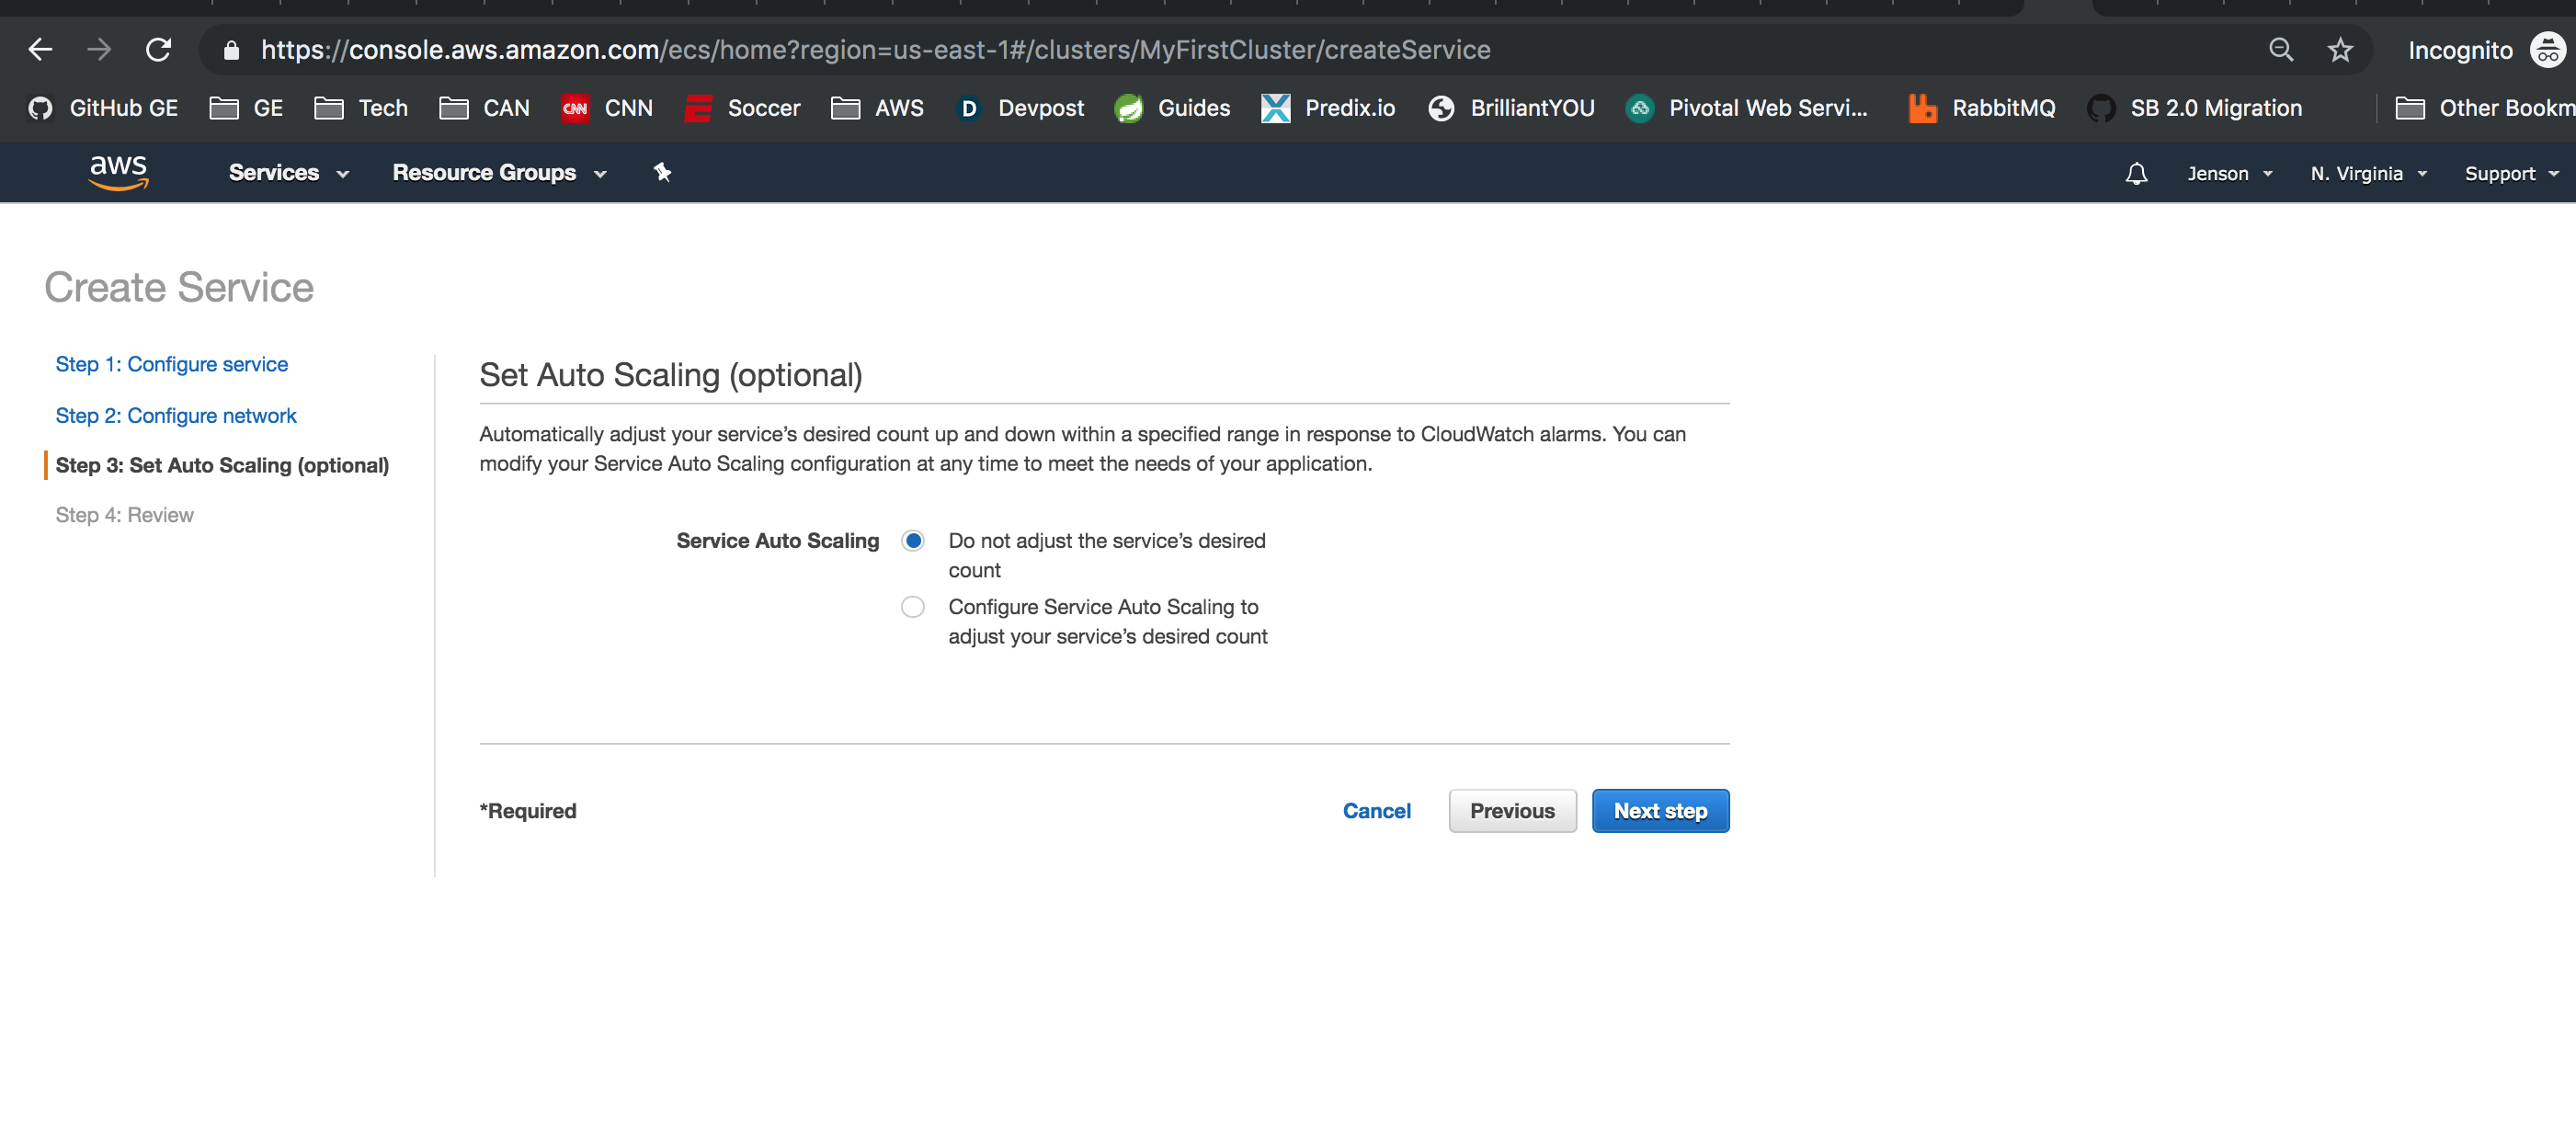 https://console.aws.amazon.com/ecs/home?region=us-east-1#/clusters/MyFirstCluster/createService Incognito
GitHub GE GE Tech CAN CNN CNN Soccer AWS D Devpost Guides Predix.io BrilliantYOU Pivotal Web Servi... RabbitMQ SB 2.0 Migration Other Bookm
aws Services Resource Groups Jenson N. Virginia Support
Create Service
Step 1: Configure service
Step 2: Configure network
Step 3: Set Auto Scaling (optional)
Step 4: Review
Set Auto Scaling (optional)
Automatically adjust your service’s desired count up and down within a specified range in response to CloudWatch alarms. You can
modify your Service Auto Scaling configuration at any time to meet the needs of your application.
Service Auto Scaling Do not adjust the service’s desired
count
Configure Service Auto Scaling to
adjust your service’s desired count
*Required Cancel Previous Next step